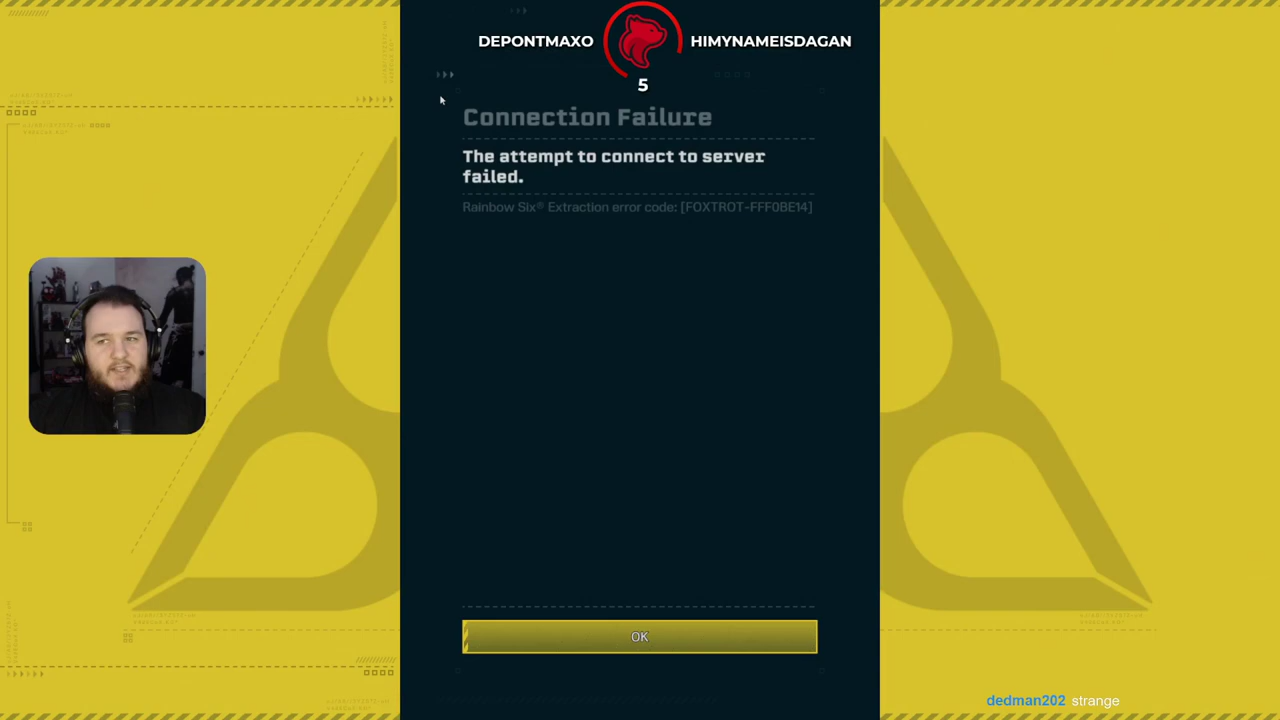 DEPONTMAXO
HIMYNAMEISDAGAN
5
Connection Failure
The attempt to connect to server
failed.
Rainbow Six® Extraction error code: [FOXTROT-FFF0BE14]
OK
dedman202 strange